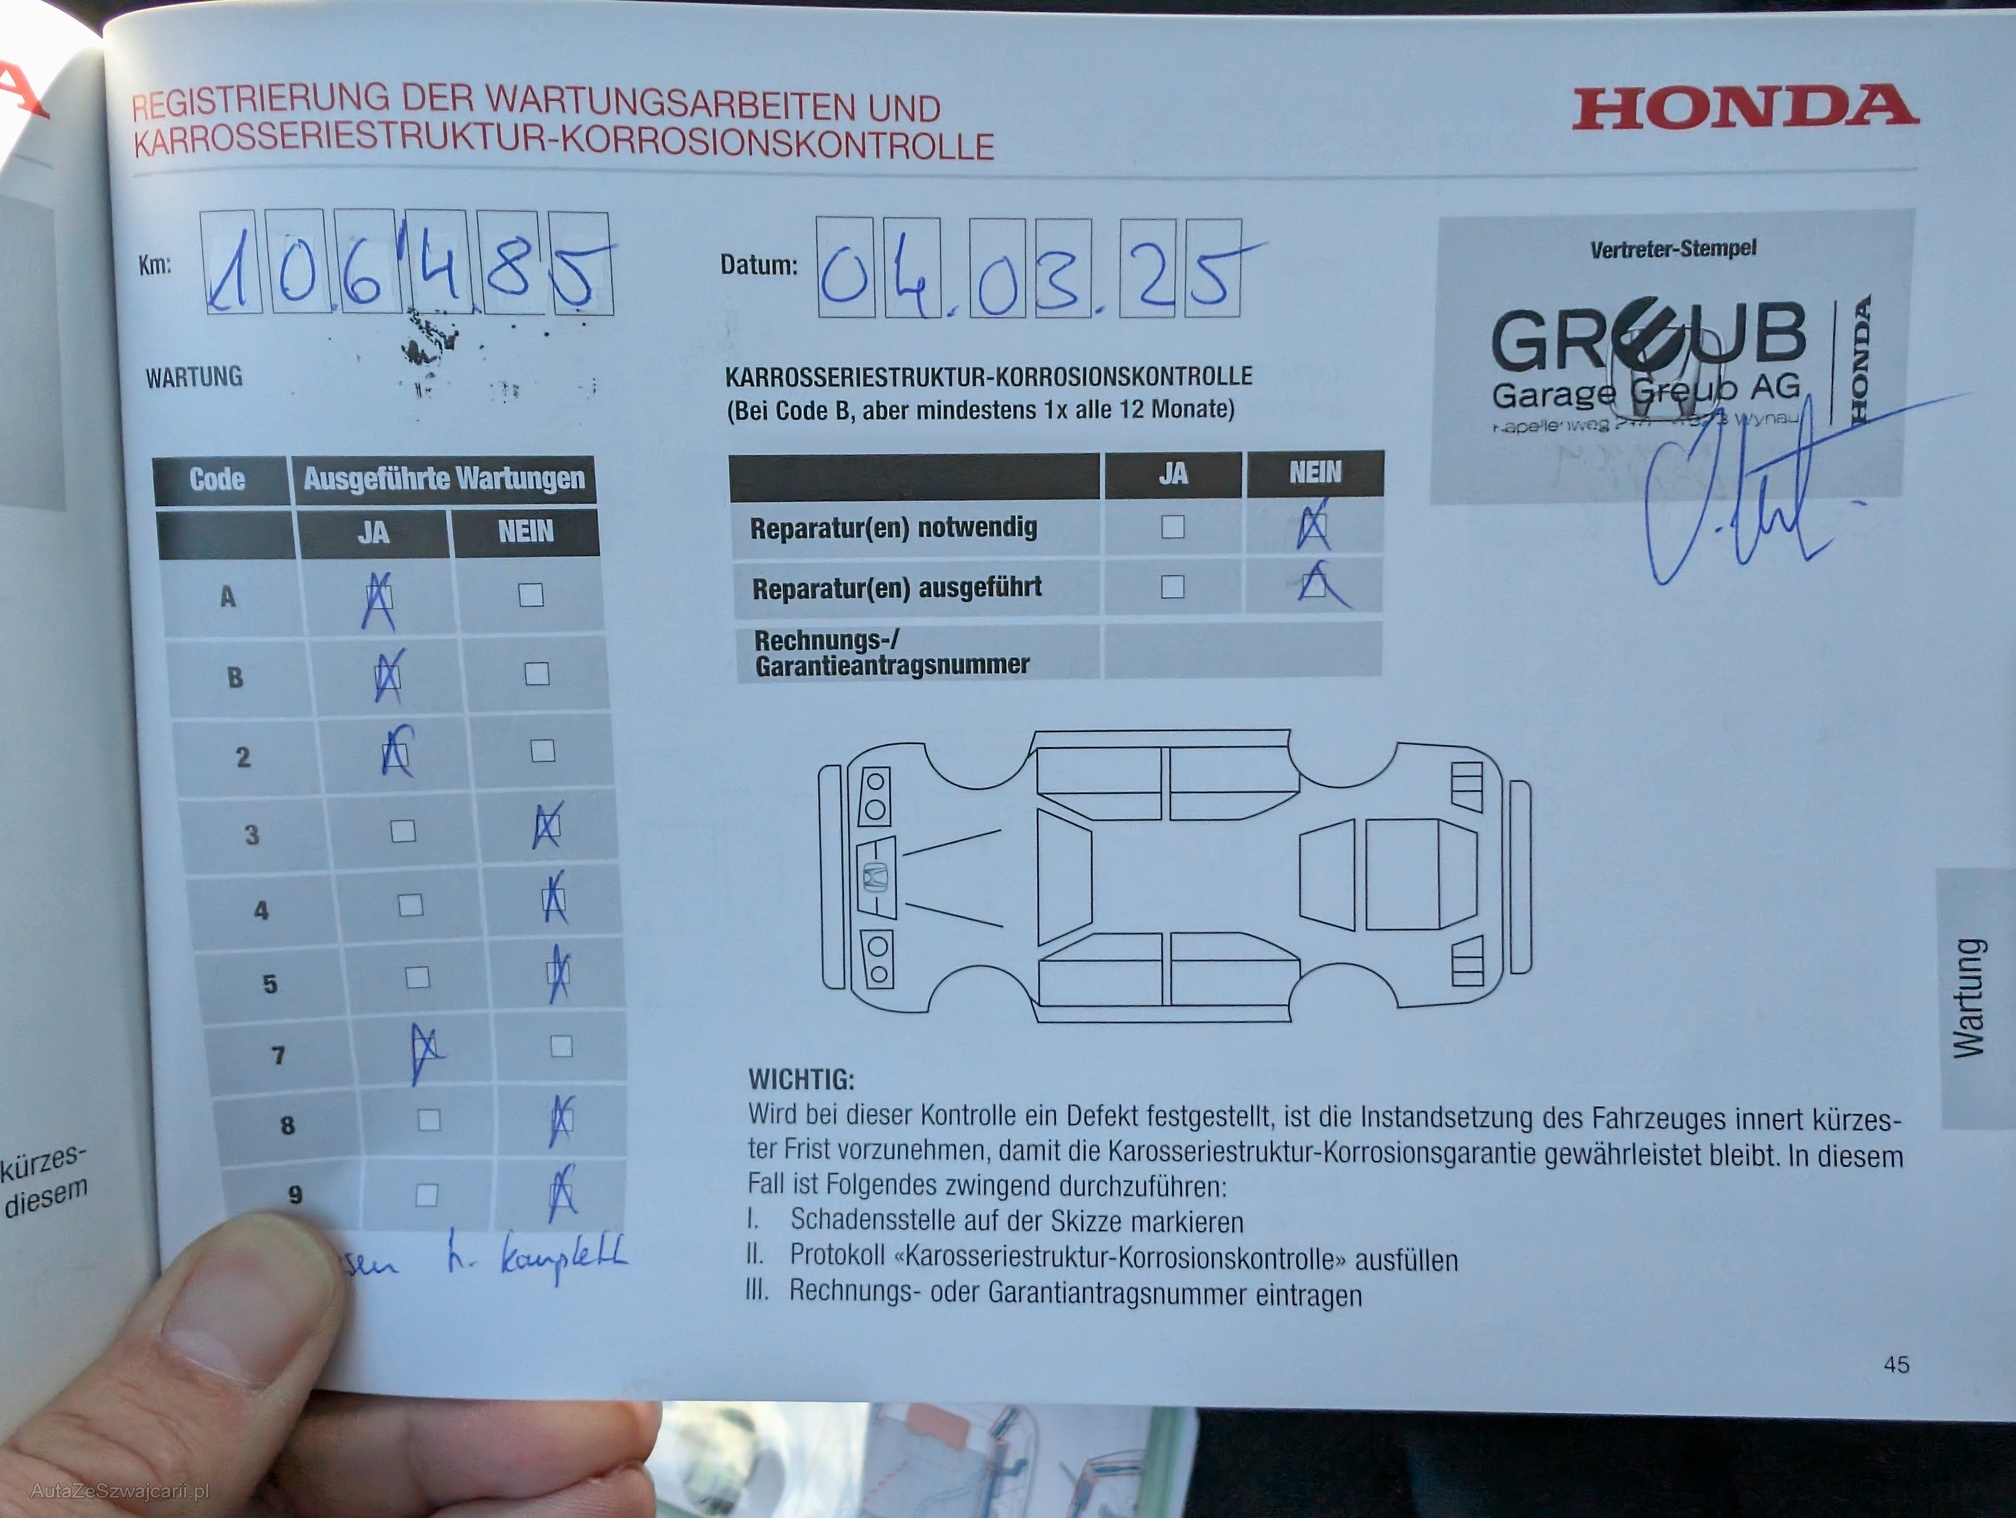 REGISTRIERUNG DER WARTUNGSARBEITEN UND
KARROSSERIESTRUKTUR-KORROSIONSKONTROLLE
HONDA
Km: 106485
Datum: 04.03.25
Vertreter-Stempel
GREUB
Garage Greub AG
Wynau
HONDA
WARTUNG
KARROSSERIESTRUKTUR-KORROSIONSKONTROLLE
(Bei Code B, aber mindestens 1x alle 12 Monate)
Code Ausgeführte Wartungen
JA NEIN
A
B
2
3
4
5
7
8
9
h. komplett
JA NEIN
Reparatur(en) notwendig
Reparatur(en) ausgeführt
Rechnungs-/
Garantieantragsnummer
WICHTIG:
Wird bei dieser Kontrolle ein Defekt festgestellt, ist die Instandsetzung des Fahrzeuges innert kürzes-
ter Frist vorzunehmen, damit die Karosseriestruktur-Korrosionsgarantie gewährleistet bleibt. In diesem
Fall ist Folgendes zwingend durchzuführen:
I. Schadensstelle auf der Skizze markieren
II. Protokoll «Karosseriestruktur-Korrosionskontrolle» ausfüllen
III. Rechnungs- oder Garantiantragsnummer eintragen
Wartung
45
kürzes-
diesem
AutaZeSzwajcarii.pl